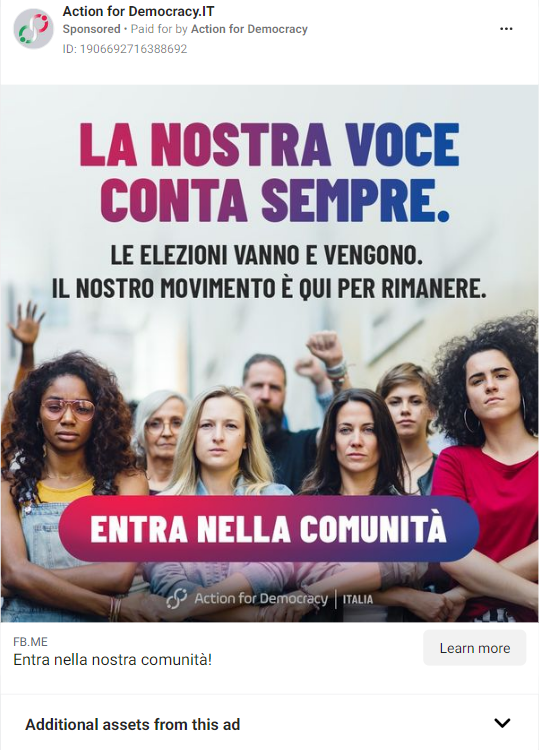 Action for Democracy.IT
Sponsored • Paid for by Action for Democracy
ID: 1906692716388692
LA NOSTRA VOCE
CONTA SEMPRE.
LE ELEZIONI VANNO E VENGONO.
IL NOSTRO MOVIMENTO È QUI PER RIMANERE.
ENTRA NELLA COMUNITÀ
Action for Democracy | ITALIA
FB.ME
Entra nella nostra comunità!
Learn more
Additional assets from this ad